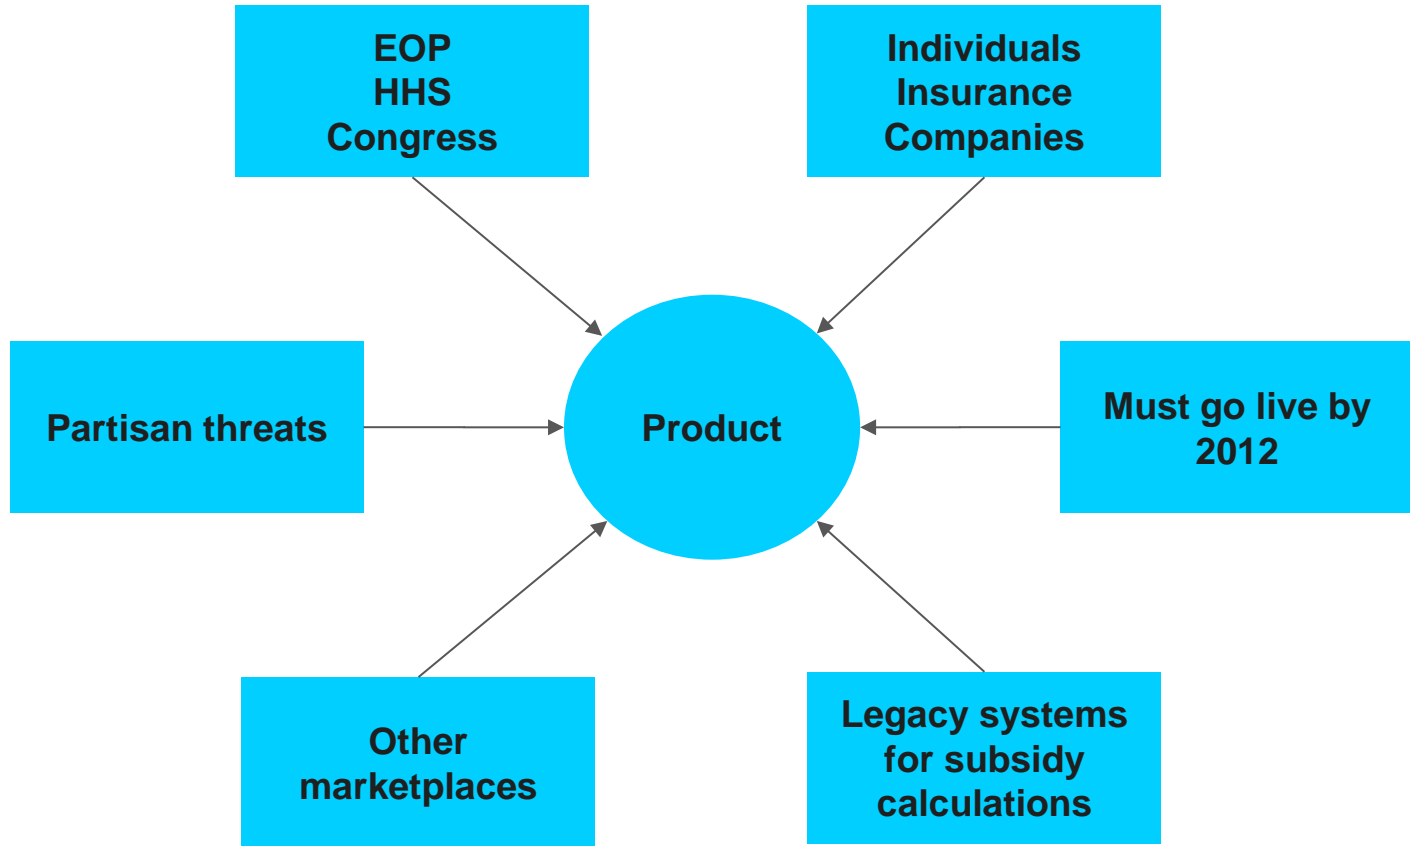 EOP
HHS
Congress
Individuals
Insurance
Companies
Partisan threats
Product
Must go live by
2012
Other
marketplaces
Legacy systems
for subsidy
calculations